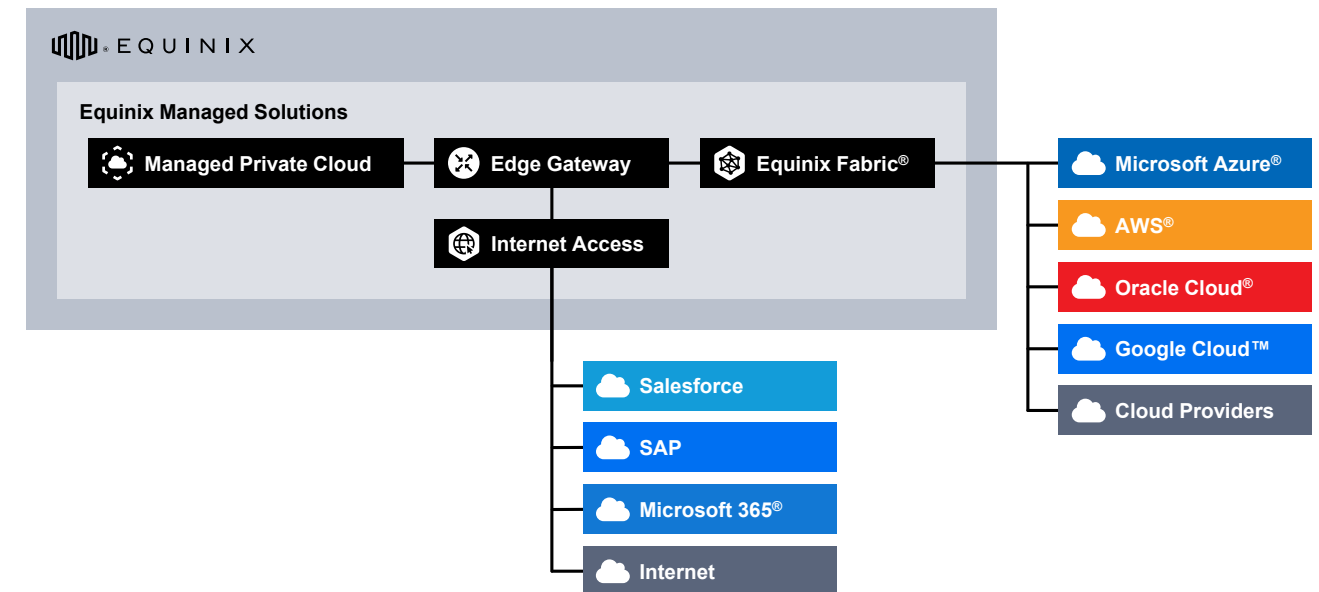 ® EQUINIX
Equinix Managed Solutions
Managed Private Cloud
Edge Gateway
Equinix Fabric®
Internet Access
Microsoft Azure®
AWS®
Oracle Cloud®
Google Cloud™
Cloud Providers
Salesforce
SAP
Microsoft 365®
Internet